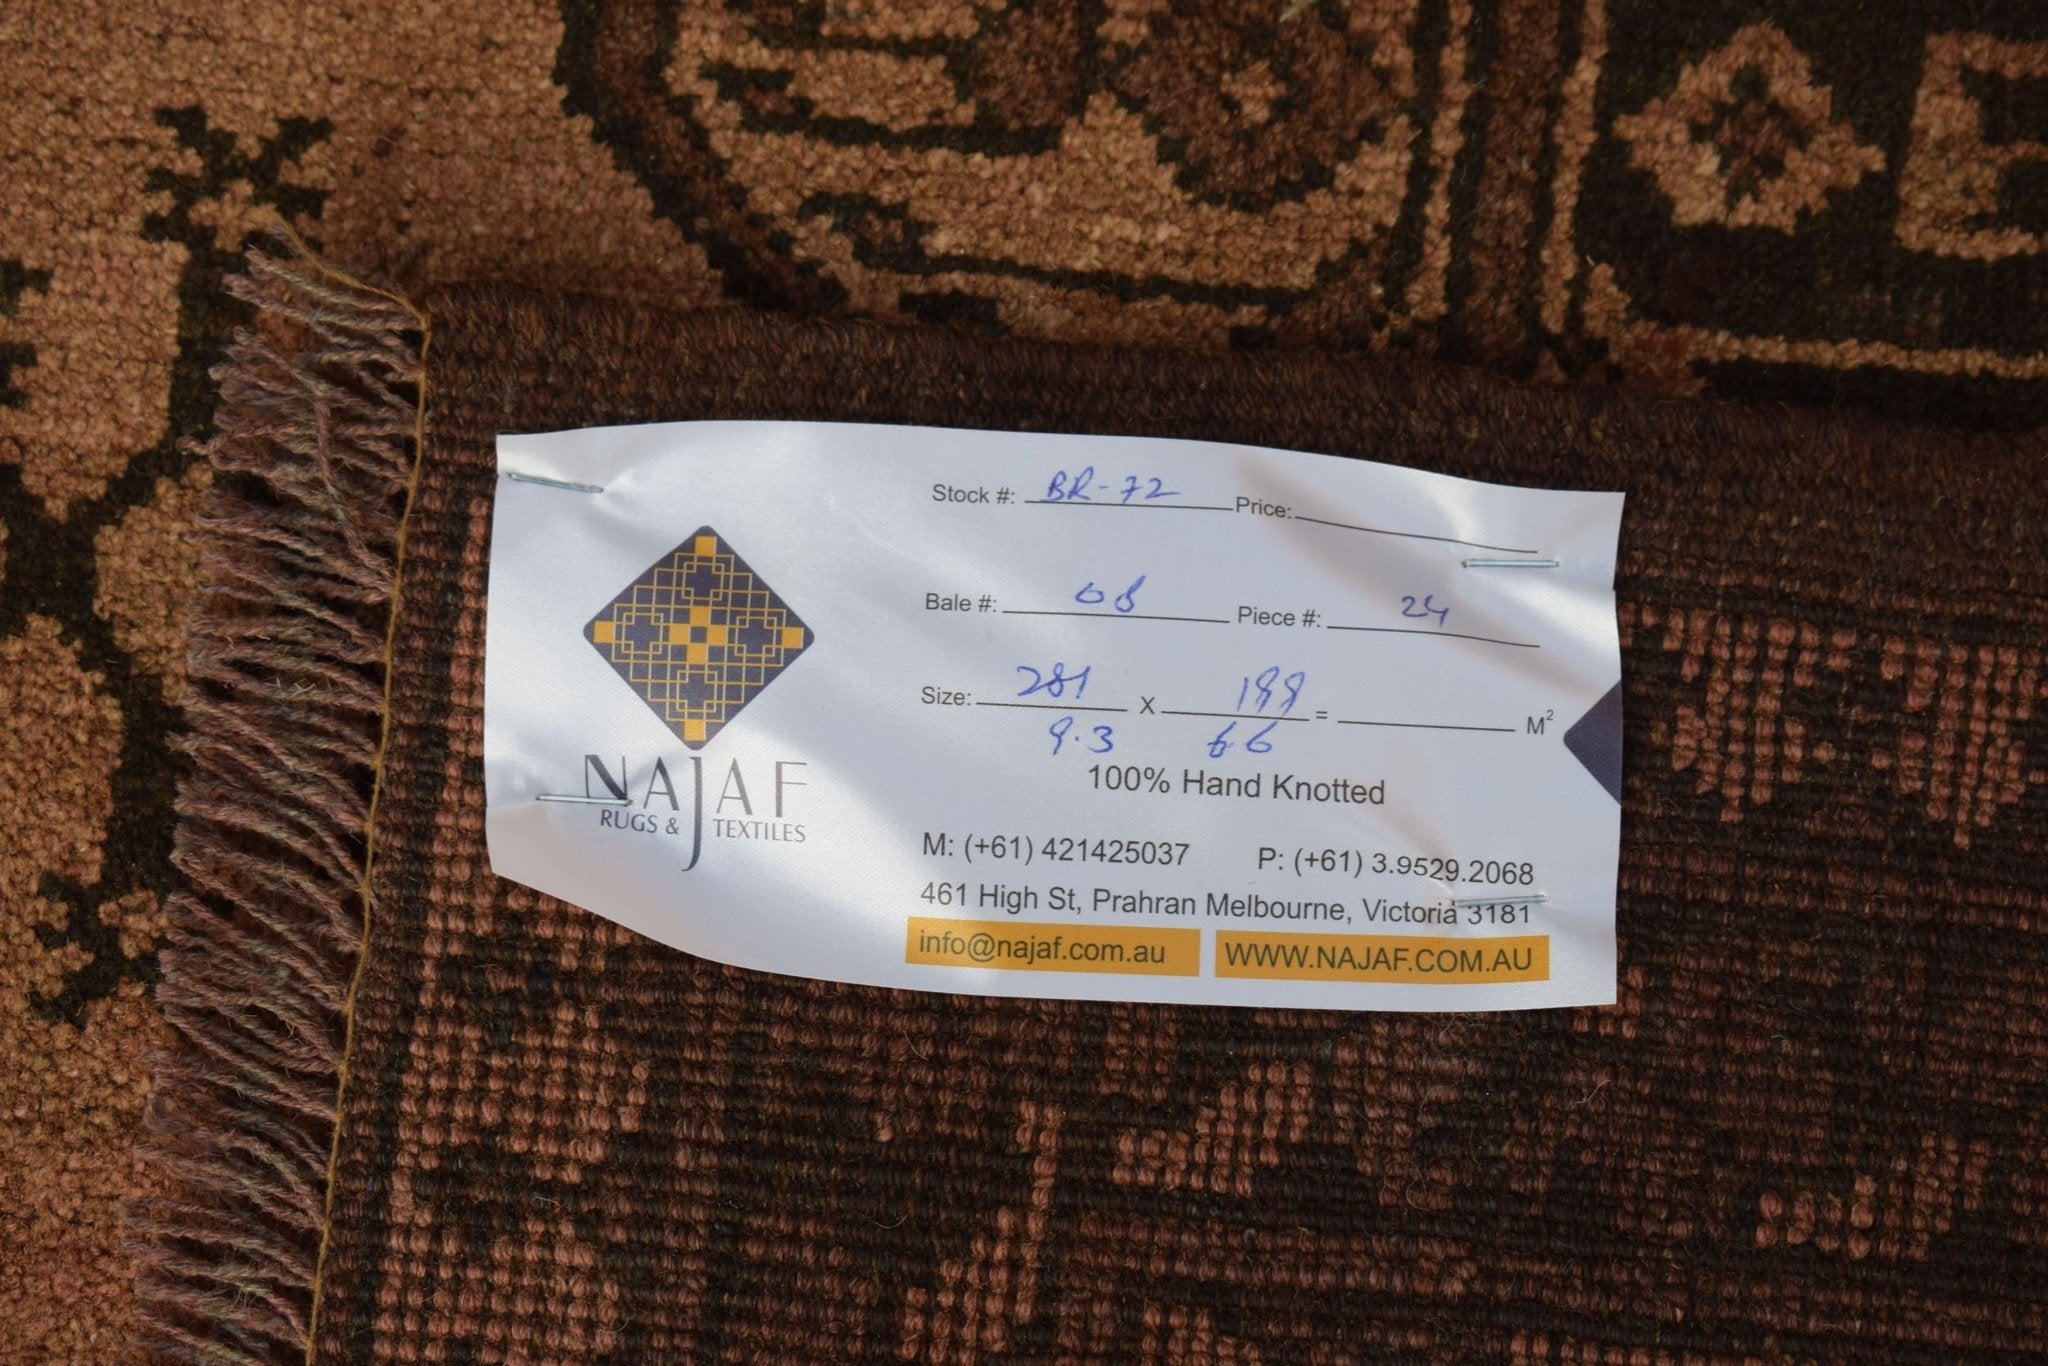 Stock #: BR-72 Price:
Bale #: 08 Piece #: 24
Size: 281 X 199 = M²
9.3 6.6
100% Hand Knotted
NAJAF
RUGS & TEXTILES
M: (+61) 421425037 P: (+61) 3.9529.2068
461 High St, Prahran Melbourne, Victoria 3181
info@najaf.com.au WWW.NAJAF.COM.AU